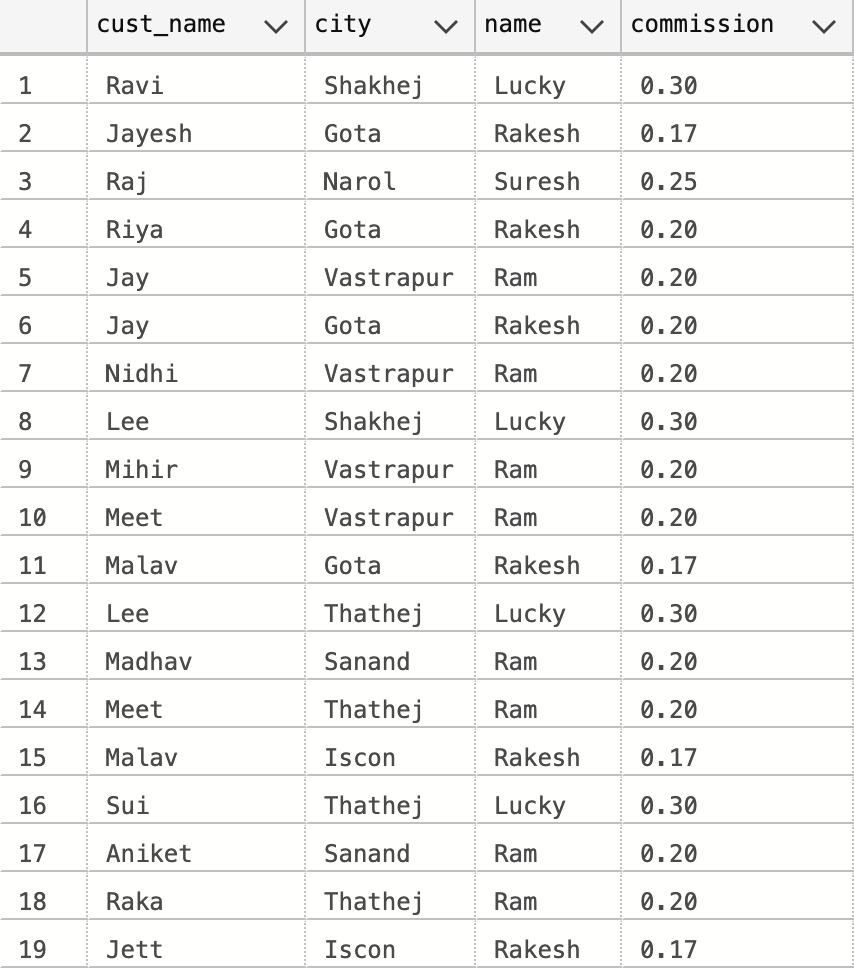 cust_name city name commission
1 Ravi Shakhej Lucky 0.30
2 Jayesh Gota Rakesh 0.17
3 Raj Narol Suresh 0.25
4 Riya Gota Rakesh 0.20
5 Jay Vastrapur Ram 0.20
6 Jay Gota Rakesh 0.20
7 Nidhi Vastrapur Ram 0.20
8 Lee Shakhej Lucky 0.30
9 Mihir Vastrapur Ram 0.20
10 Meet Vastrapur Ram 0.20
11 Malav Gota Rakesh 0.17
12 Lee Thathej Lucky 0.30
13 Madhav Sanand Ram 0.20
14 Meet Thathej Ram 0.20
15 Malav Iscon Rakesh 0.17
16 Sui Thathej Lucky 0.30
17 Aniket Sanand Ram 0.20
18 Raka Thathej Ram 0.20
19 Jett Iscon Rakesh 0.17